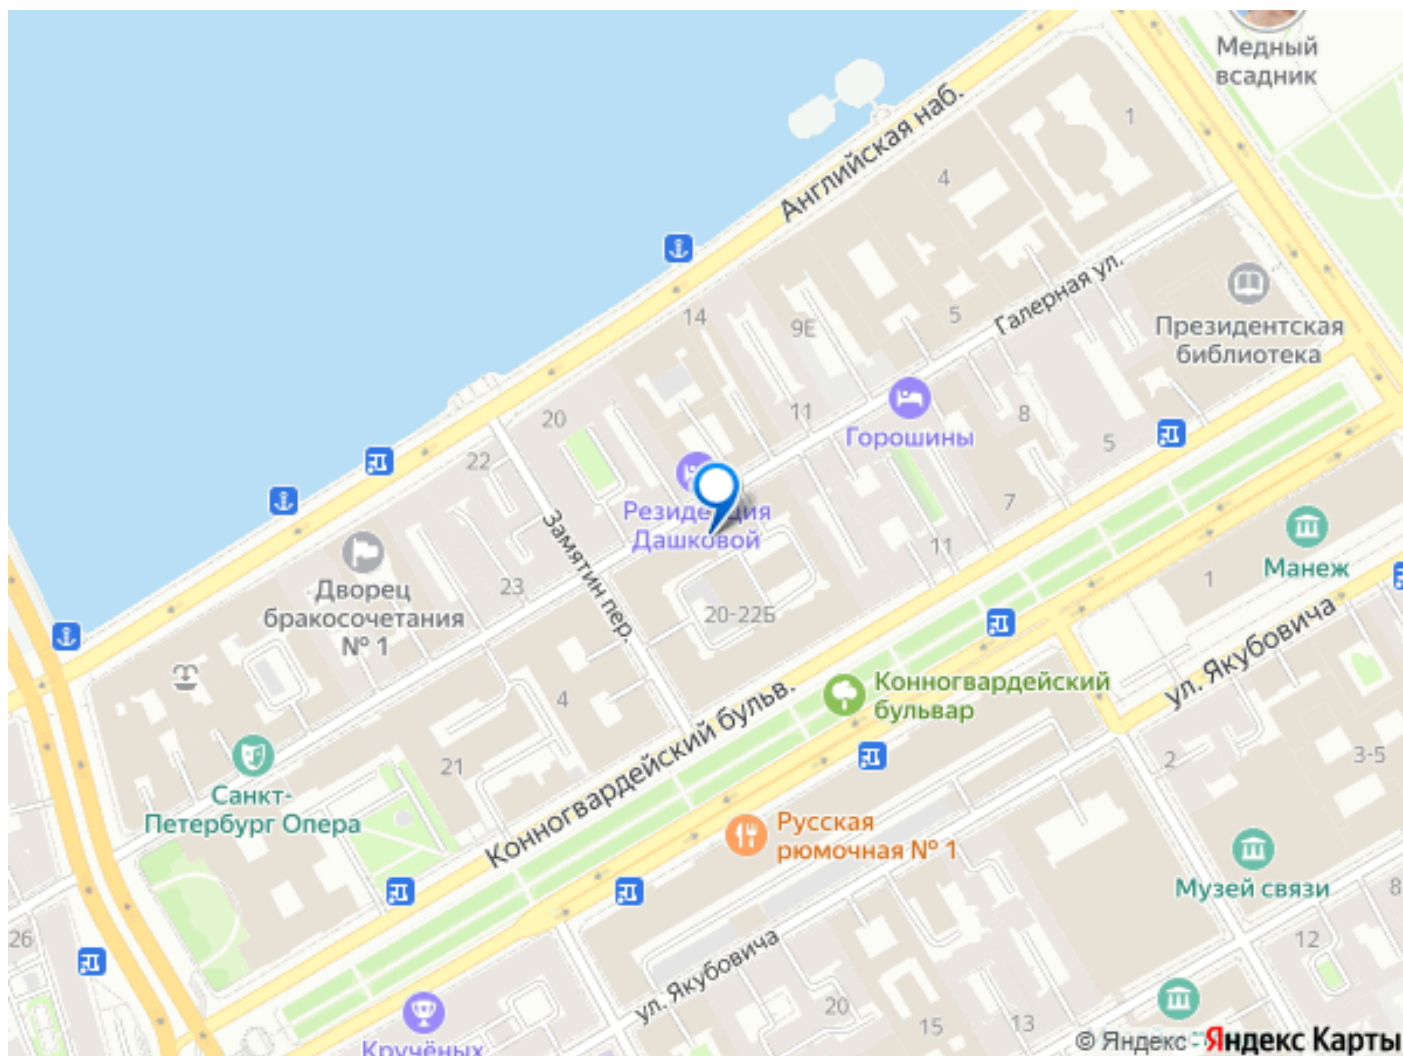 Медный
всадник
1
Английская наб.
4
Галерная ул.
5
Президентская
библиотека
14
9Е
11
Горошины
8
5
20
22
Резиденция
Дашковой
7
11
Замятин пер.
23
Дворец
бракосочетания
№ 1
20-22Б
Манеж
1
ул. Якубовича
Конногвардейский
бульвар
4
Конногвардейский бульв.
21
Санкт-
Петербург Опера
2
3-5
Русская
рюмочная № 1
Музей связи
8
26
12
ул. Якубовича
20
15
13
Кручёных
© Яндекс - Яндекс Карты